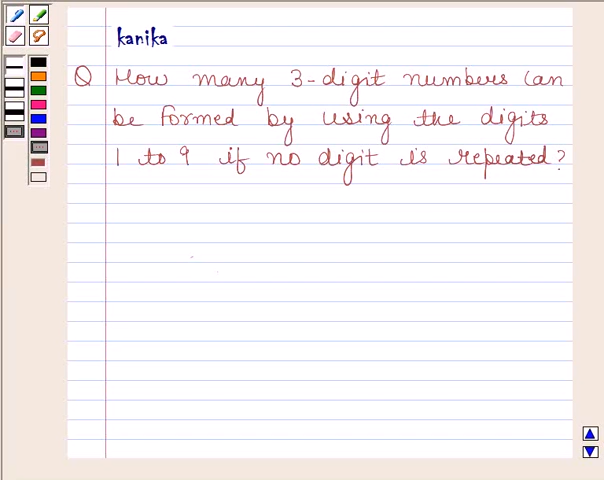 kanika
Q How many 3-digit numbers can
be formed by using the digits
1 to 9 if no digit is repeated?